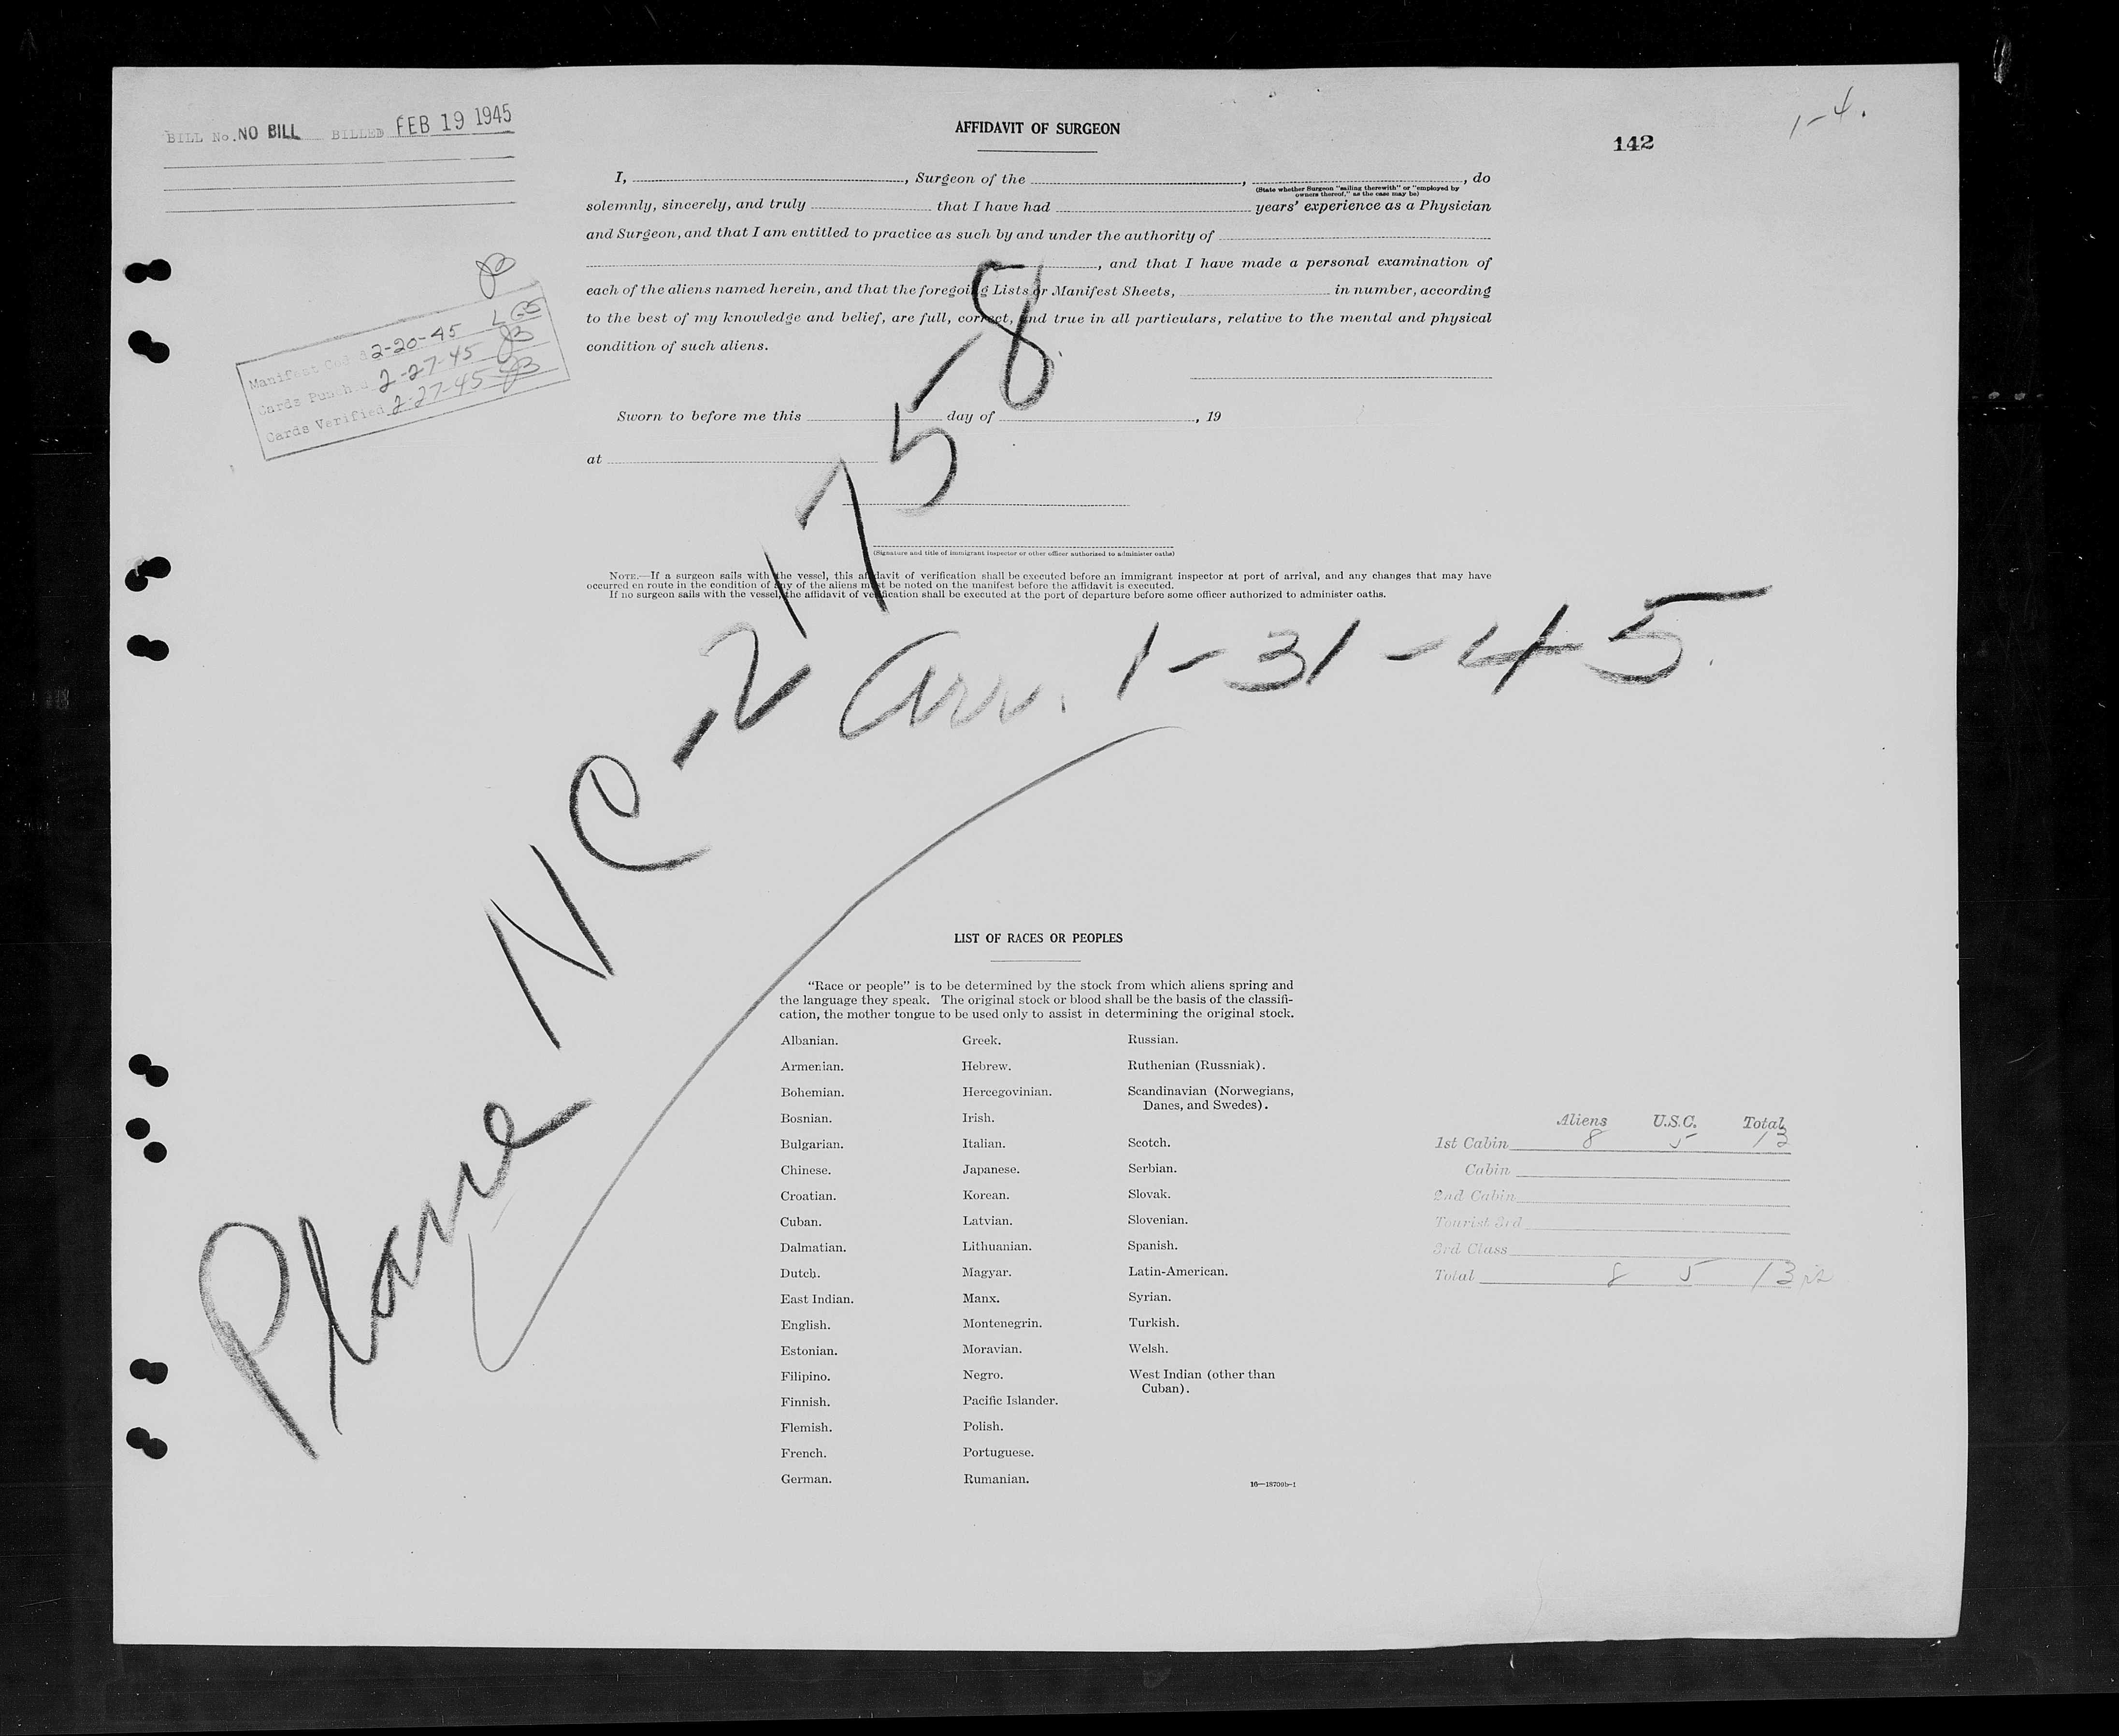 BILL No. NO BILL BILLED FEB 19 1945
AFFIDAVIT OF SURGEON
142
1-4.
I, , Surgeon of the , , do
(State whether Surgeon "sailing therewith" or "employed by
owners thereof," as the case may be)
solemnly, sincerely, and truly that I have had years' experience as a Physician
and Surgeon, and that I am entitled to practice as such by and under the authority of
, and that I have made a personal examination of
each of the aliens named herein, and that the foregoing Lists or Manifest Sheets, in number, according
to the best of my knowledge and belief, are full, correct, and true in all particulars, relative to the mental and physical
condition of such aliens.
Manifest Coded 2-20-45
Cards Punched 2-27-45
Cards Verified 2-27-45
Sworn to before me this day of , 19
at
(Signature and title of immigrant inspector or other officer authorized to administer oaths)
NOTE.—If a surgeon sails with the vessel, this affidavit of verification shall be executed before an immigrant inspector at port of arrival, and any changes that may have
occurred en route in the condition of any of the aliens must be noted on the manifest before the affidavit is executed.
If no surgeon sails with the vessel, the affidavit of verification shall be executed at the port of departure before some officer authorized to administer oaths.
Plane NC-21758
Arr. 1-31-45.
LIST OF RACES OR PEOPLES
"Race or people" is to be determined by the stock from which aliens spring and
the language they speak. The original stock or blood shall be the basis of the classifi-
cation, the mother tongue to be used only to assist in determining the original stock.
Albanian.
Armenian.
Bohemian.
Bosnian.
Bulgarian.
Chinese.
Croatian.
Cuban.
Dalmatian.
Dutch.
East Indian.
English.
Estonian.
Filipino.
Finnish.
Flemish.
French.
German.
Greek.
Hebrew.
Hercegovinian.
Irish.
Italian.
Japanese.
Korean.
Latvian.
Lithuanian.
Magyar.
Manx.
Montenegrin.
Moravian.
Negro.
Pacific Islander.
Polish.
Portuguese.
Rumanian.
Russian.
Ruthenian (Russniak).
Scandinavian (Norwegians,
Danes, and Swedes).
Scotch.
Serbian.
Slovak.
Slovenian.
Spanish.
Latin-American.
Syrian.
Turkish.
Welsh.
West Indian (other than
Cuban).
16—18700b-1
Aliens U.S.C. Total
1st Cabin 8 5 13
Cabin
2nd Cabin
Tourist 3rd
3rd Class
Total 8 5 13